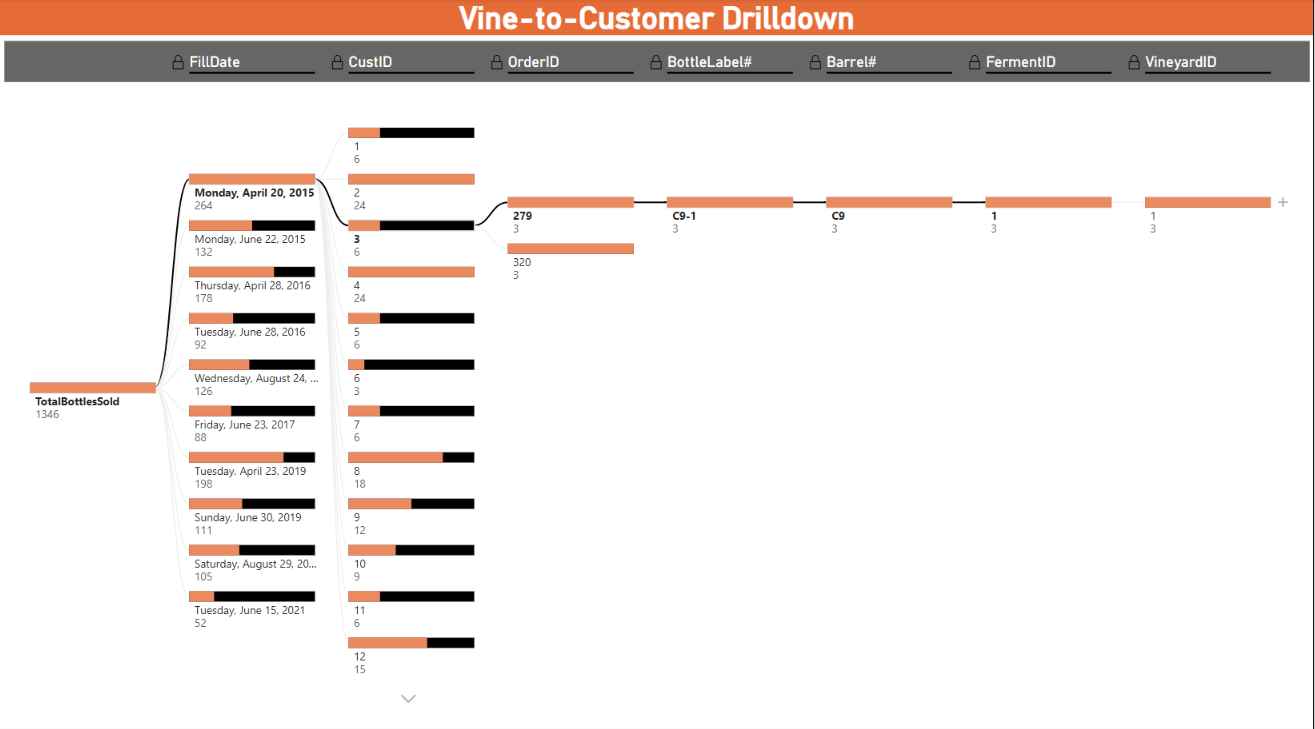 Vine-to-Customer Drilldown
FillDate
CustID
OrderID
BottleLabel#
Barrel#
FermentID
VineyardID
TotalBottlesSold
1346
Monday, April 20, 2015
264
Monday, June 22, 2015
132
Thursday, April 28, 2016
178
Tuesday, June 28, 2016
92
Wednesday, August 24, ...
126
Friday, June 23, 2017
88
Tuesday, April 23, 2019
198
Sunday, June 30, 2019
111
Saturday, August 29, 20...
105
Tuesday, June 15, 2021
52
1
6
2
24
3
6
4
24
5
6
6
3
7
6
8
18
9
12
10
9
11
6
12
15
279
3
320
3
C9-1
3
C9
3
1
3
1
3
+